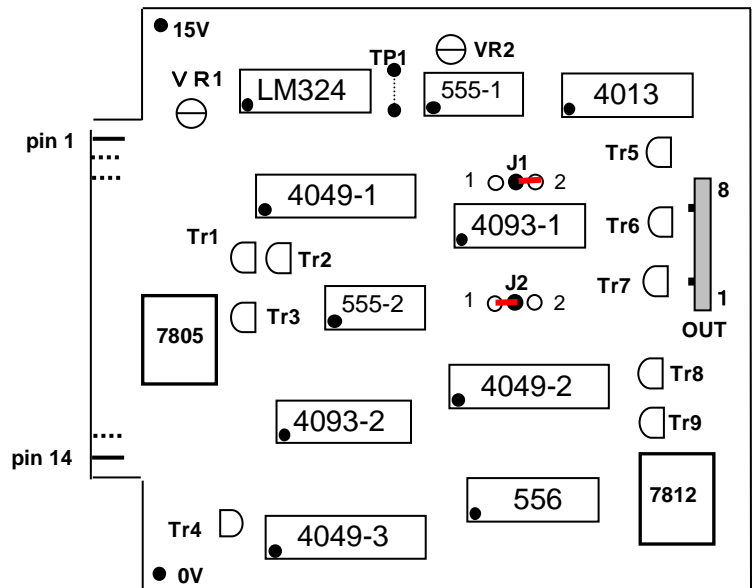 15V
TP1
VR2
VR1
LM324
555-1
4013
pin 1
Tr5
J1
1
2
8
4049-1
4093-1
Tr6
Tr1
Tr2
Tr7
J2
1
2
1
555-2
Tr3
OUT
7805
4049-2
Tr8
4093-2
Tr9
pin 14
556
7812
Tr4
4049-3
0V